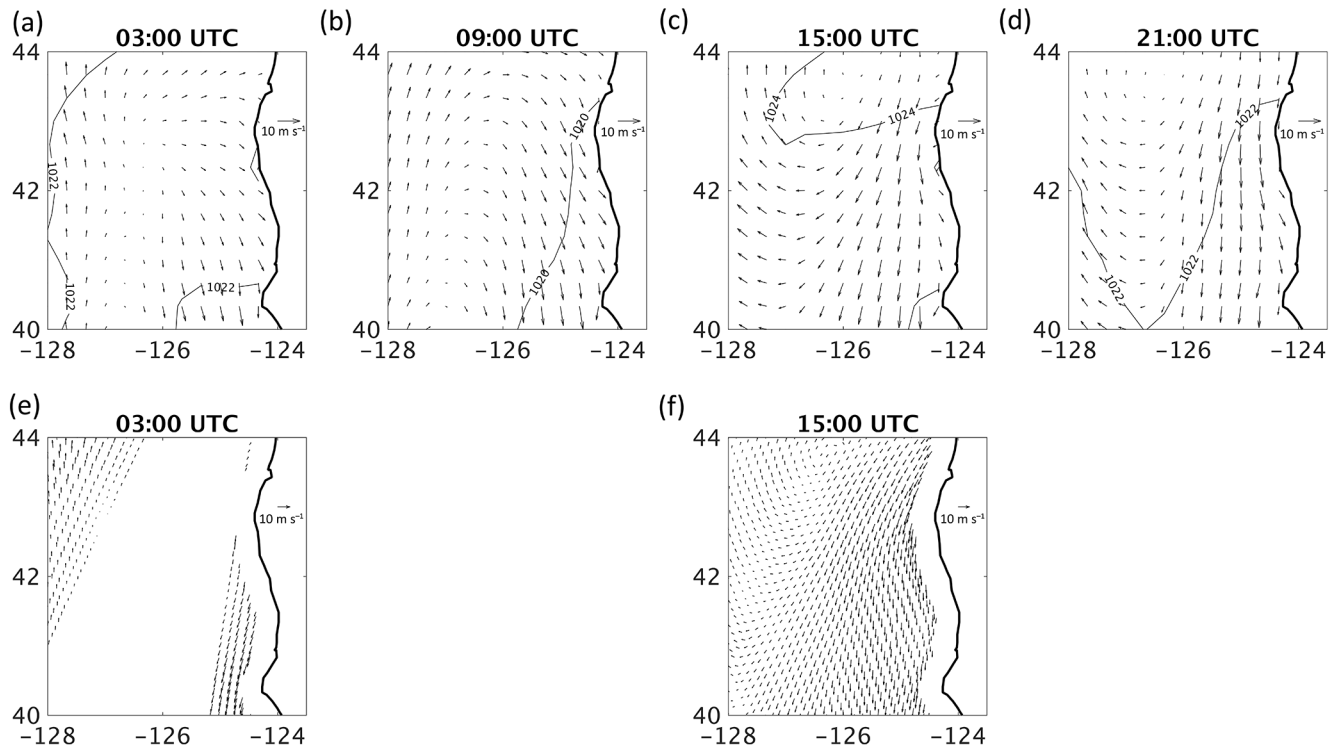 (a) (b) (c) (d)
03:00 UTC 09:00 UTC 15:00 UTC 21:00 UTC
44 44 44 44
1024 1024 1022
10 m s⁻¹ 1020 10 m s⁻¹ 10 m s⁻¹ 10 m s⁻¹
1022
42 42 42 42
1022 1022 1020 1022 1022
40 40 40 40
−128 −126 −124 −128 −126 −124 −128 −126 −124 −128 −126 −124
(e) (f)
03:00 UTC 15:00 UTC
44 44
10 m s⁻¹ 10 m s⁻¹
42 42
40 40
−128 −126 −124 −128 −126 −124